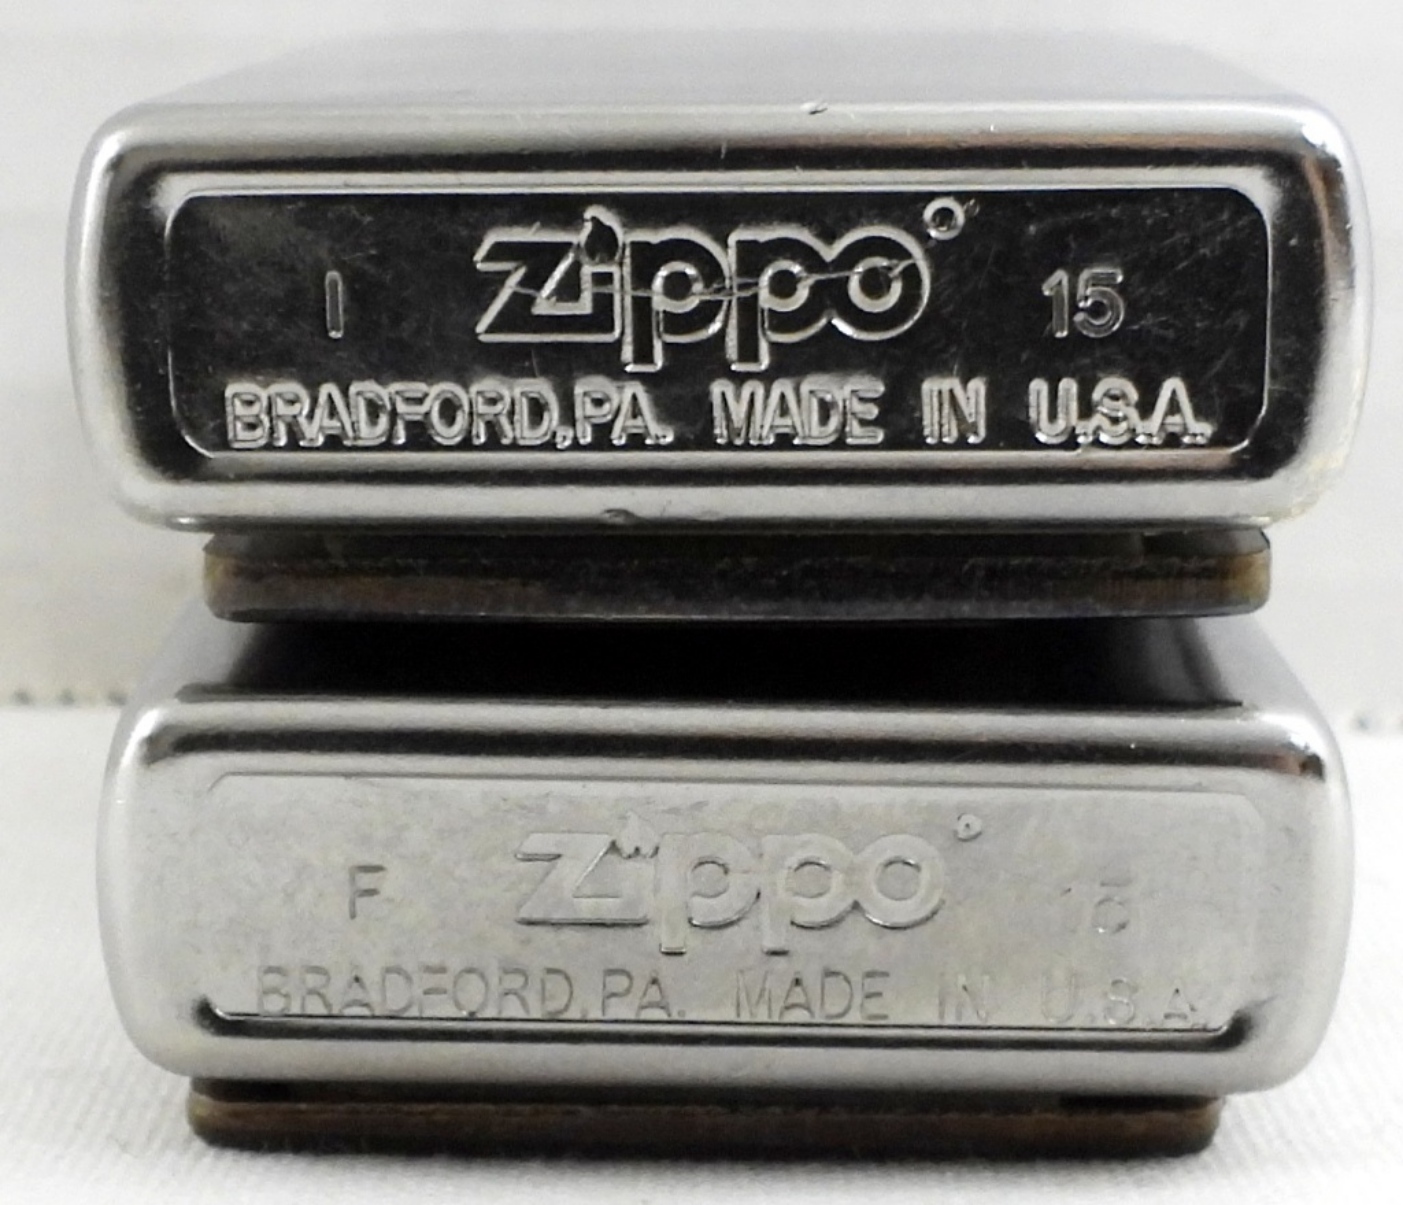 I zippo® 15
BRADFORD,PA. MADE IN U.S.A.
F zippo® 15
BRADFORD,PA. MADE IN U.S.A.